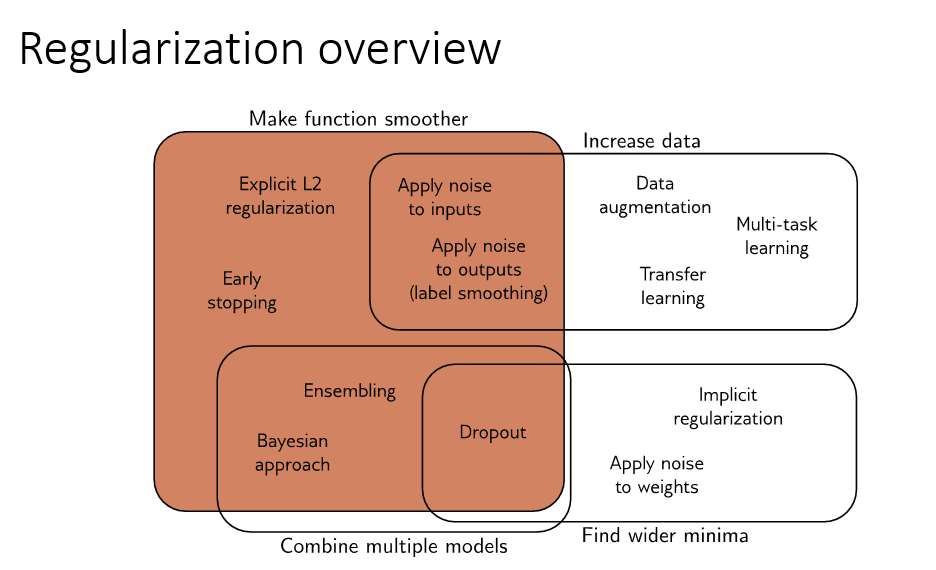 Regularization overview
Make function smoother
Increase data
Explicit L2
regularization
Apply noise
to inputs
Data
augmentation
Multi-task
learning
Apply noise
to outputs
(label smoothing)
Early
stopping
Transfer
learning
Ensembling
Bayesian
approach
Dropout
Implicit
regularization
Apply noise
to weights
Combine multiple models
Find wider minima